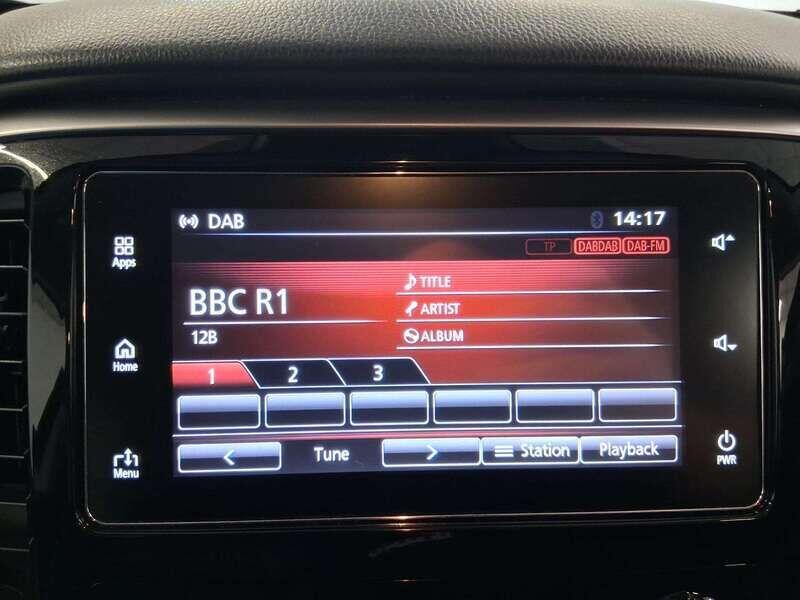 DAB 14:17
TP DABDAB DAB-FM
Apps
TITLE
BBC R1
ARTIST
12B
ALBUM
Home
1 2 3
< Tune > Station Playback
Menu
PWR